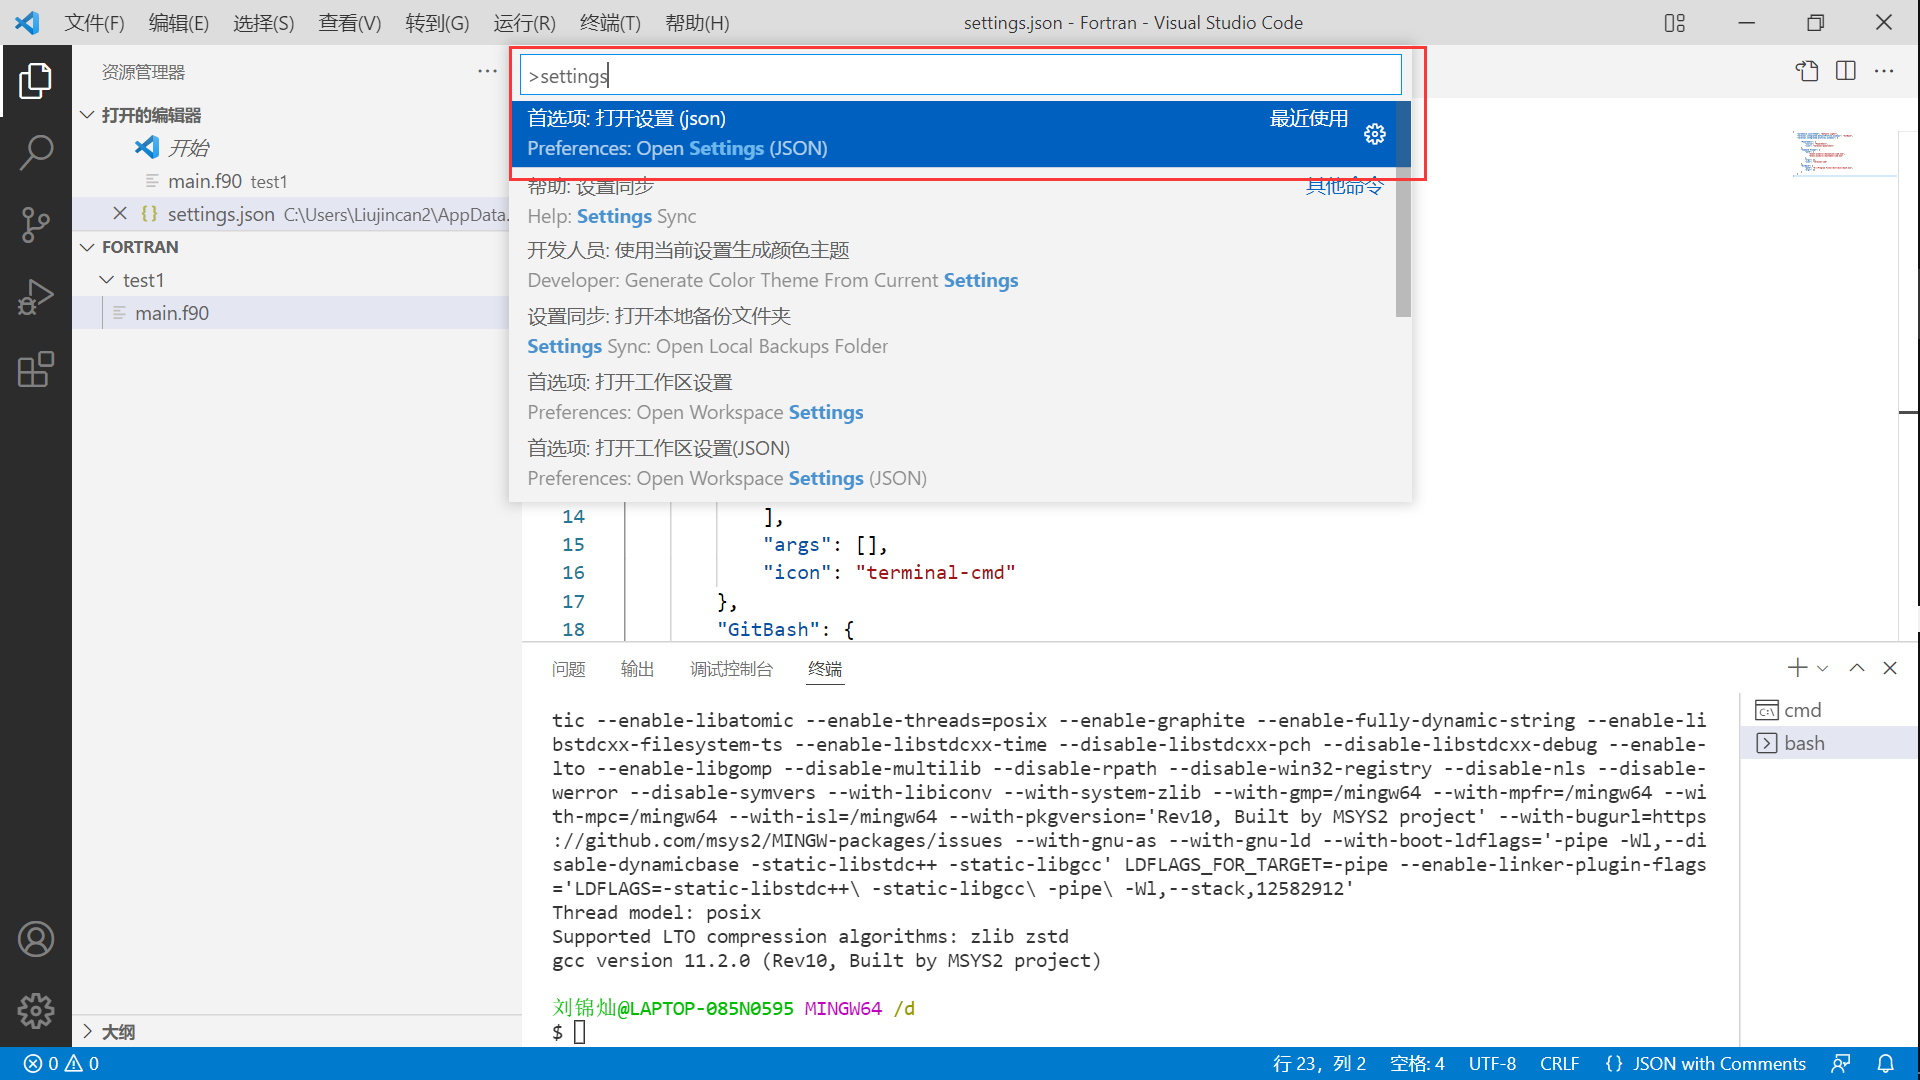 文件(F) 编辑(E) 选择(S) 查看(V) 转到(G) 运行(R) 终端(T) 帮助(H) settings.json - Fortran - Visual Studio Code
资源管理器
打开的编辑器
开始
main.f90 test1
settings.json C:\Users\Liujincan2\AppData.
FORTRAN
test1
main.f90
大纲
>settings
首选项: 打开设置 (json) 最近使用
Preferences: Open Settings (JSON)
帮助: 设置同步 其他命令
Help: Settings Sync
开发人员: 使用当前设置生成颜色主题
Developer: Generate Color Theme From Current Settings
设置同步: 打开本地备份文件夹
Settings Sync: Open Local Backups Folder
首选项: 打开工作区设置
Preferences: Open Workspace Settings
首选项: 打开工作区设置(JSON)
Preferences: Open Workspace Settings (JSON)
14 ],
15 "args": [],
16 "icon": "terminal-cmd"
17 },
18 "GitBash": {
问题 输出 调试控制台 终端
tic --enable-libatomic --enable-threads=posix --enable-graphite --enable-fully-dynamic-string --enable-li
bstdcxx-filesystem-ts --enable-libstdcxx-time --disable-libstdcxx-pch --disable-libstdcxx-debug --enable-
lto --enable-libgomp --disable-multilib --disable-rpath --disable-win32-registry --disable-nls --disable-
werror --disable-symvers --with-libiconv --with-system-zlib --with-gmp=/mingw64 --with-mpfr=/mingw64 --wi
th-mpc=/mingw64 --with-isl=/mingw64 --with-pkgversion='Rev10, Built by MSYS2 project' --with-bugurl=https
://github.com/msys2/MINGW-packages/issues --with-gnu-as --with-gnu-ld --with-boot-ldflags='-pipe -Wl,--di
sable-dynamicbase -static-libstdc++ -static-libgcc' LDFLAGS_FOR_TARGET=-pipe --enable-linker-plugin-flags
='LDFLAGS=-static-libstdc++\ -static-libgcc\ -pipe\ -Wl,--stack,12582912'
Thread model: posix
Supported LTO compression algorithms: zlib zstd
gcc version 11.2.0 (Rev10, Built by MSYS2 project)
刘锦灿@LAPTOP-085N0595 MINGW64 /d
$
cmd
bash
0 0 行 23，列 2 空格: 4 UTF-8 CRLF {} JSON with Comments